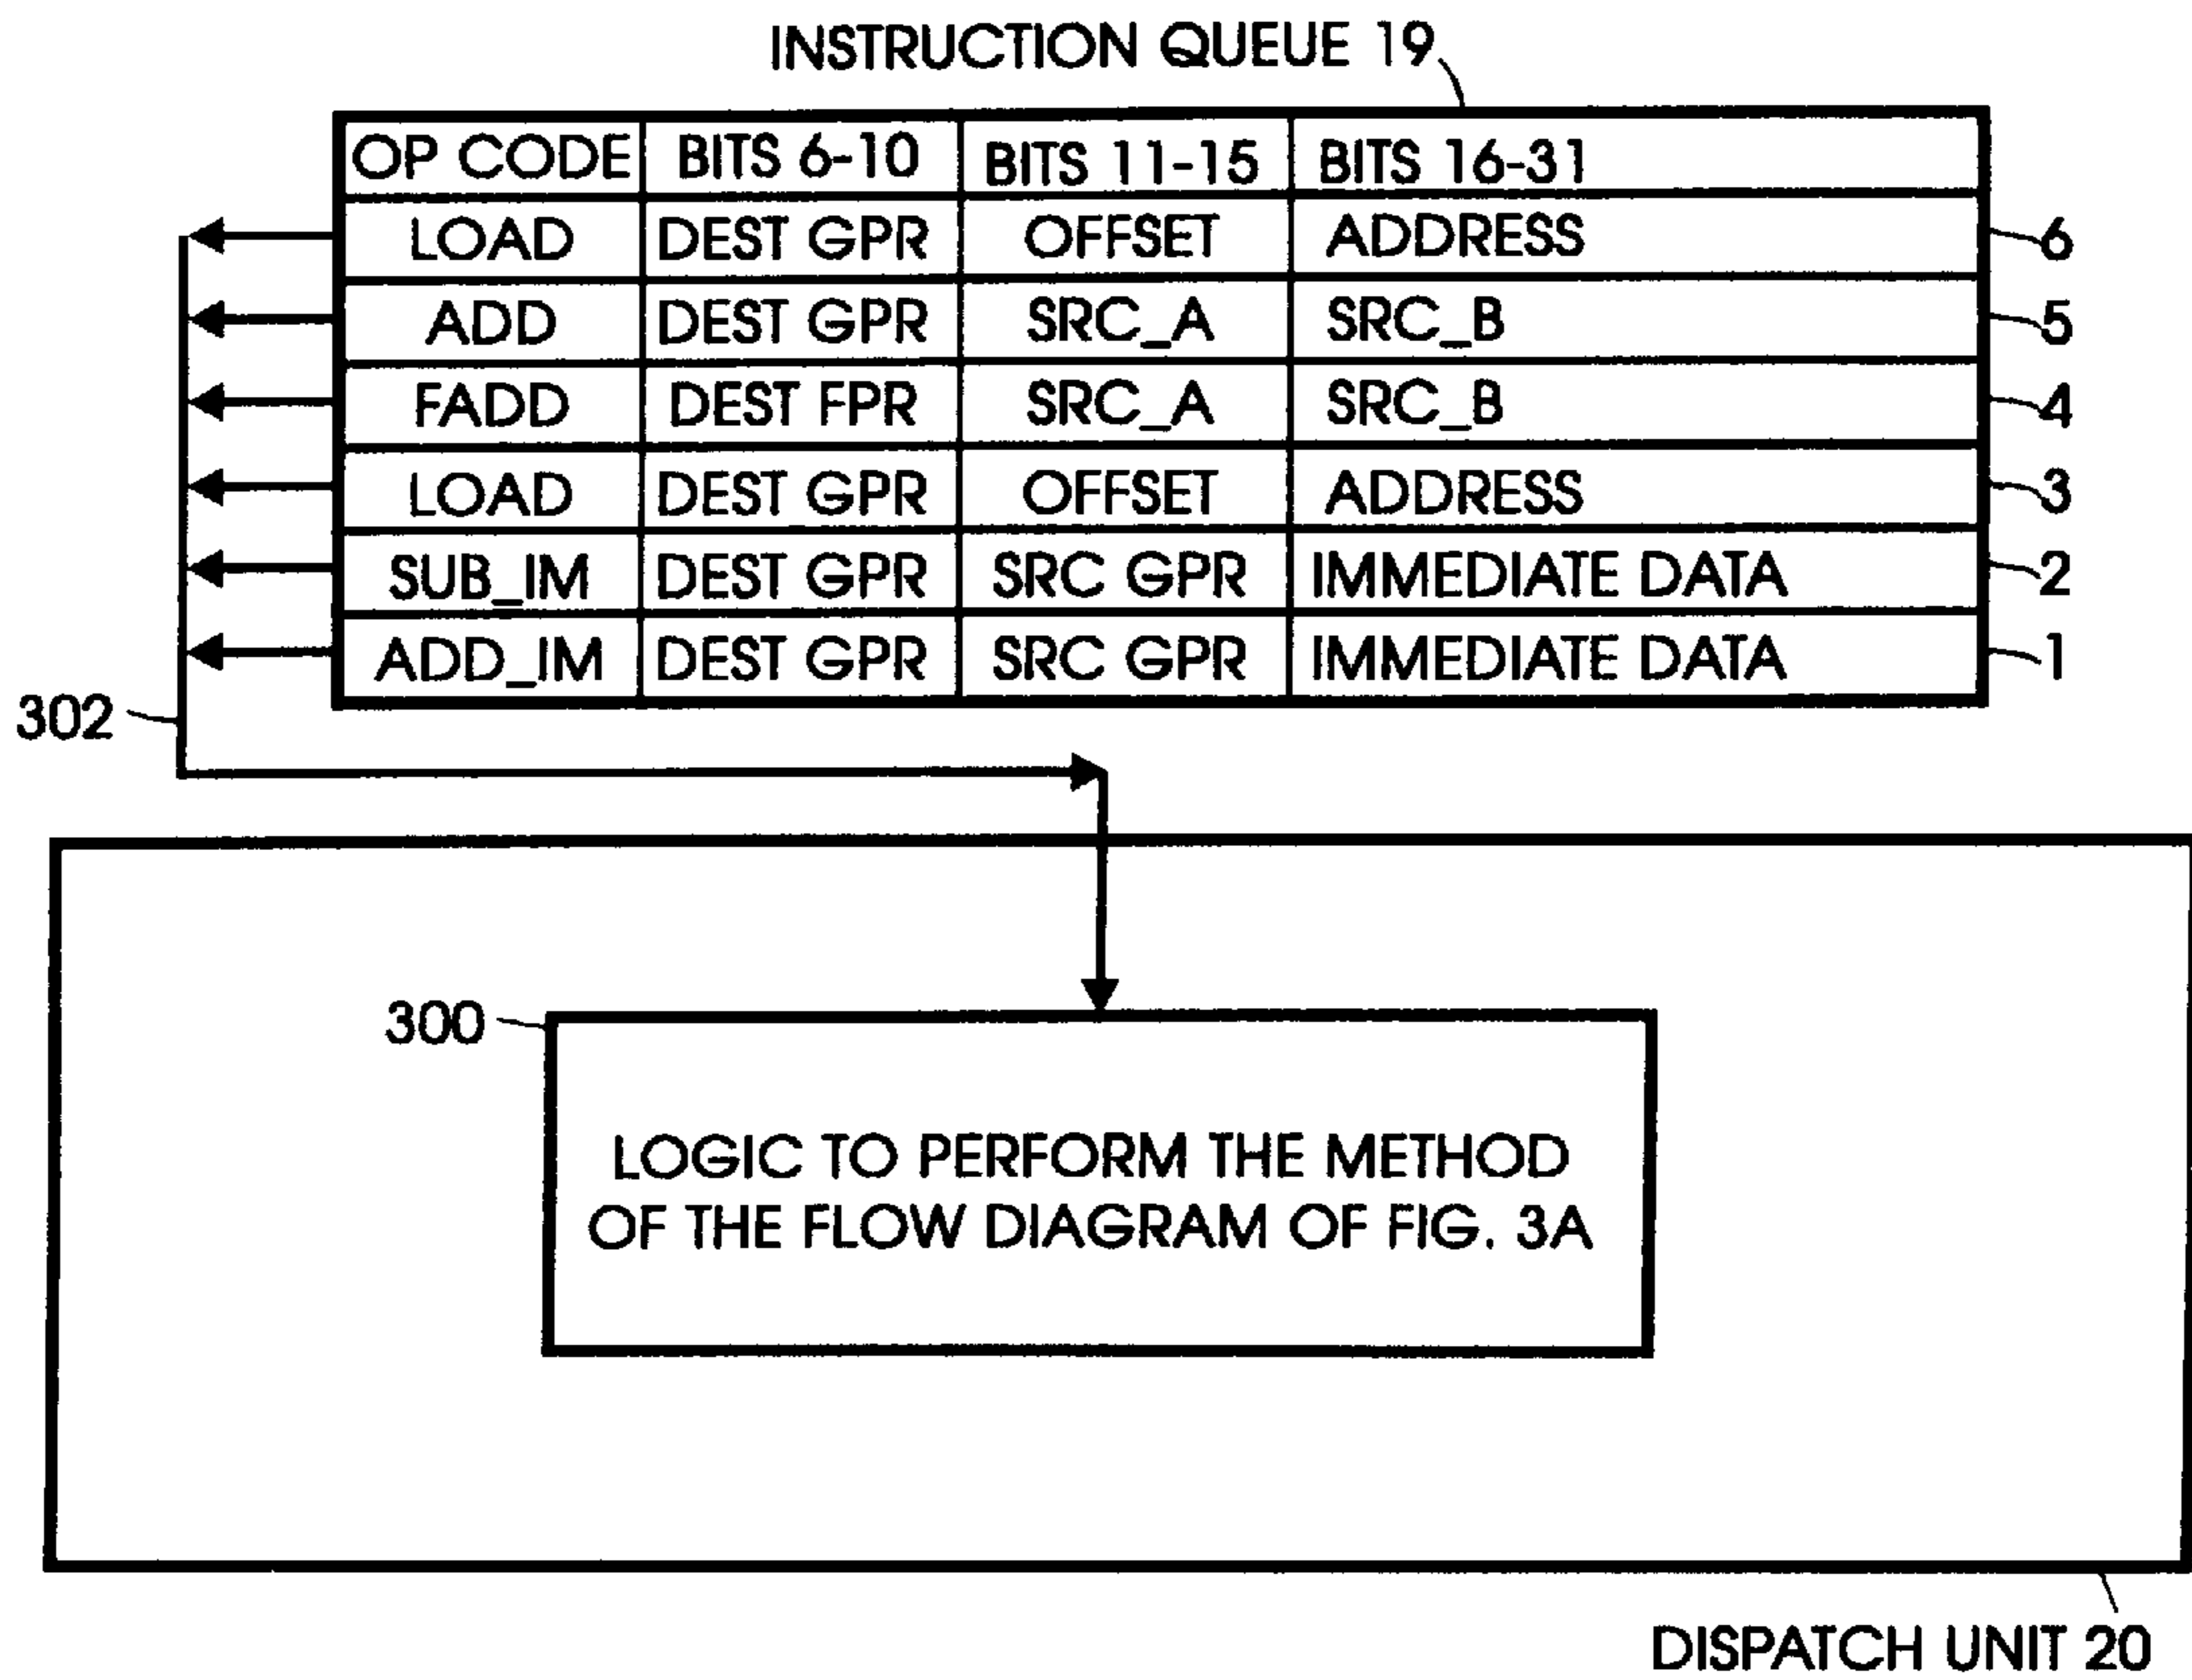 INSTRUCTION QUEUE 19
OP CODE BITS 6-10 BITS 11-15 BITS 16-31
LOAD DEST GPR OFFSET ADDRESS 6
ADD DEST GPR SRC_A SRC_B 5
FADD DEST FPR SRC_A SRC_B 4
LOAD DEST GPR OFFSET ADDRESS 3
SUB_IM DEST GPR SRC GPR IMMEDIATE DATA 2
ADD_IM DEST GPR SRC GPR IMMEDIATE DATA 1
302
300
LOGIC TO PERFORM THE METHOD
OF THE FLOW DIAGRAM OF FIG. 3A
DISPATCH UNIT 20